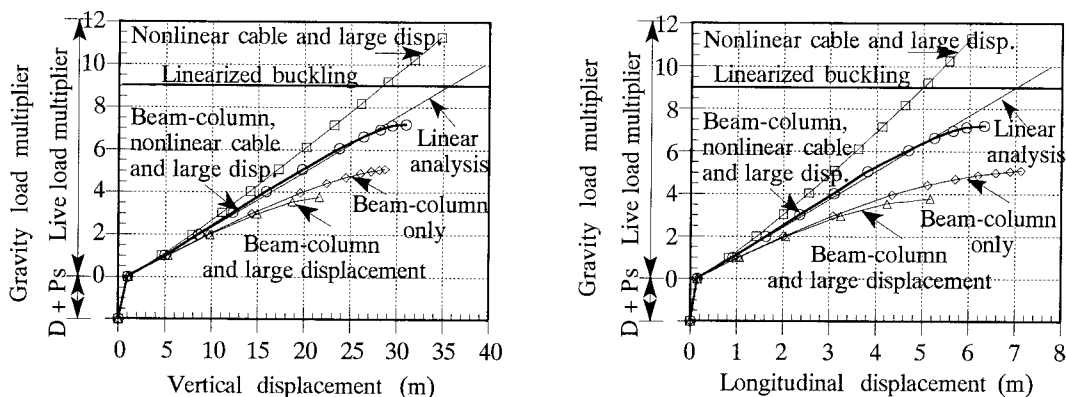 12
10
8
6
4
2
0
Gravity load multiplier
Live load multiplier
D + Ps
Nonlinear cable and large disp.
Linearized buckling
Beam-column,
nonlinear cable
and large disp.
Linear
analysis
Beam-column
only
Beam-column
and large displacement
0 5 10 15 20 25 30 35 40
Vertical displacement (m)
12
10
8
6
4
2
0
Gravity load multiplier
Live load multiplier
D + Ps
Nonlinear cable and large disp.
Linearized buckling
Beam-column,
nonlinear cable
and large disp.
Linear
analysis
Beam-column
only
Beam-column
and large displacement
0 1 2 3 4 5 6 7 8
Longitudinal displacement (m)